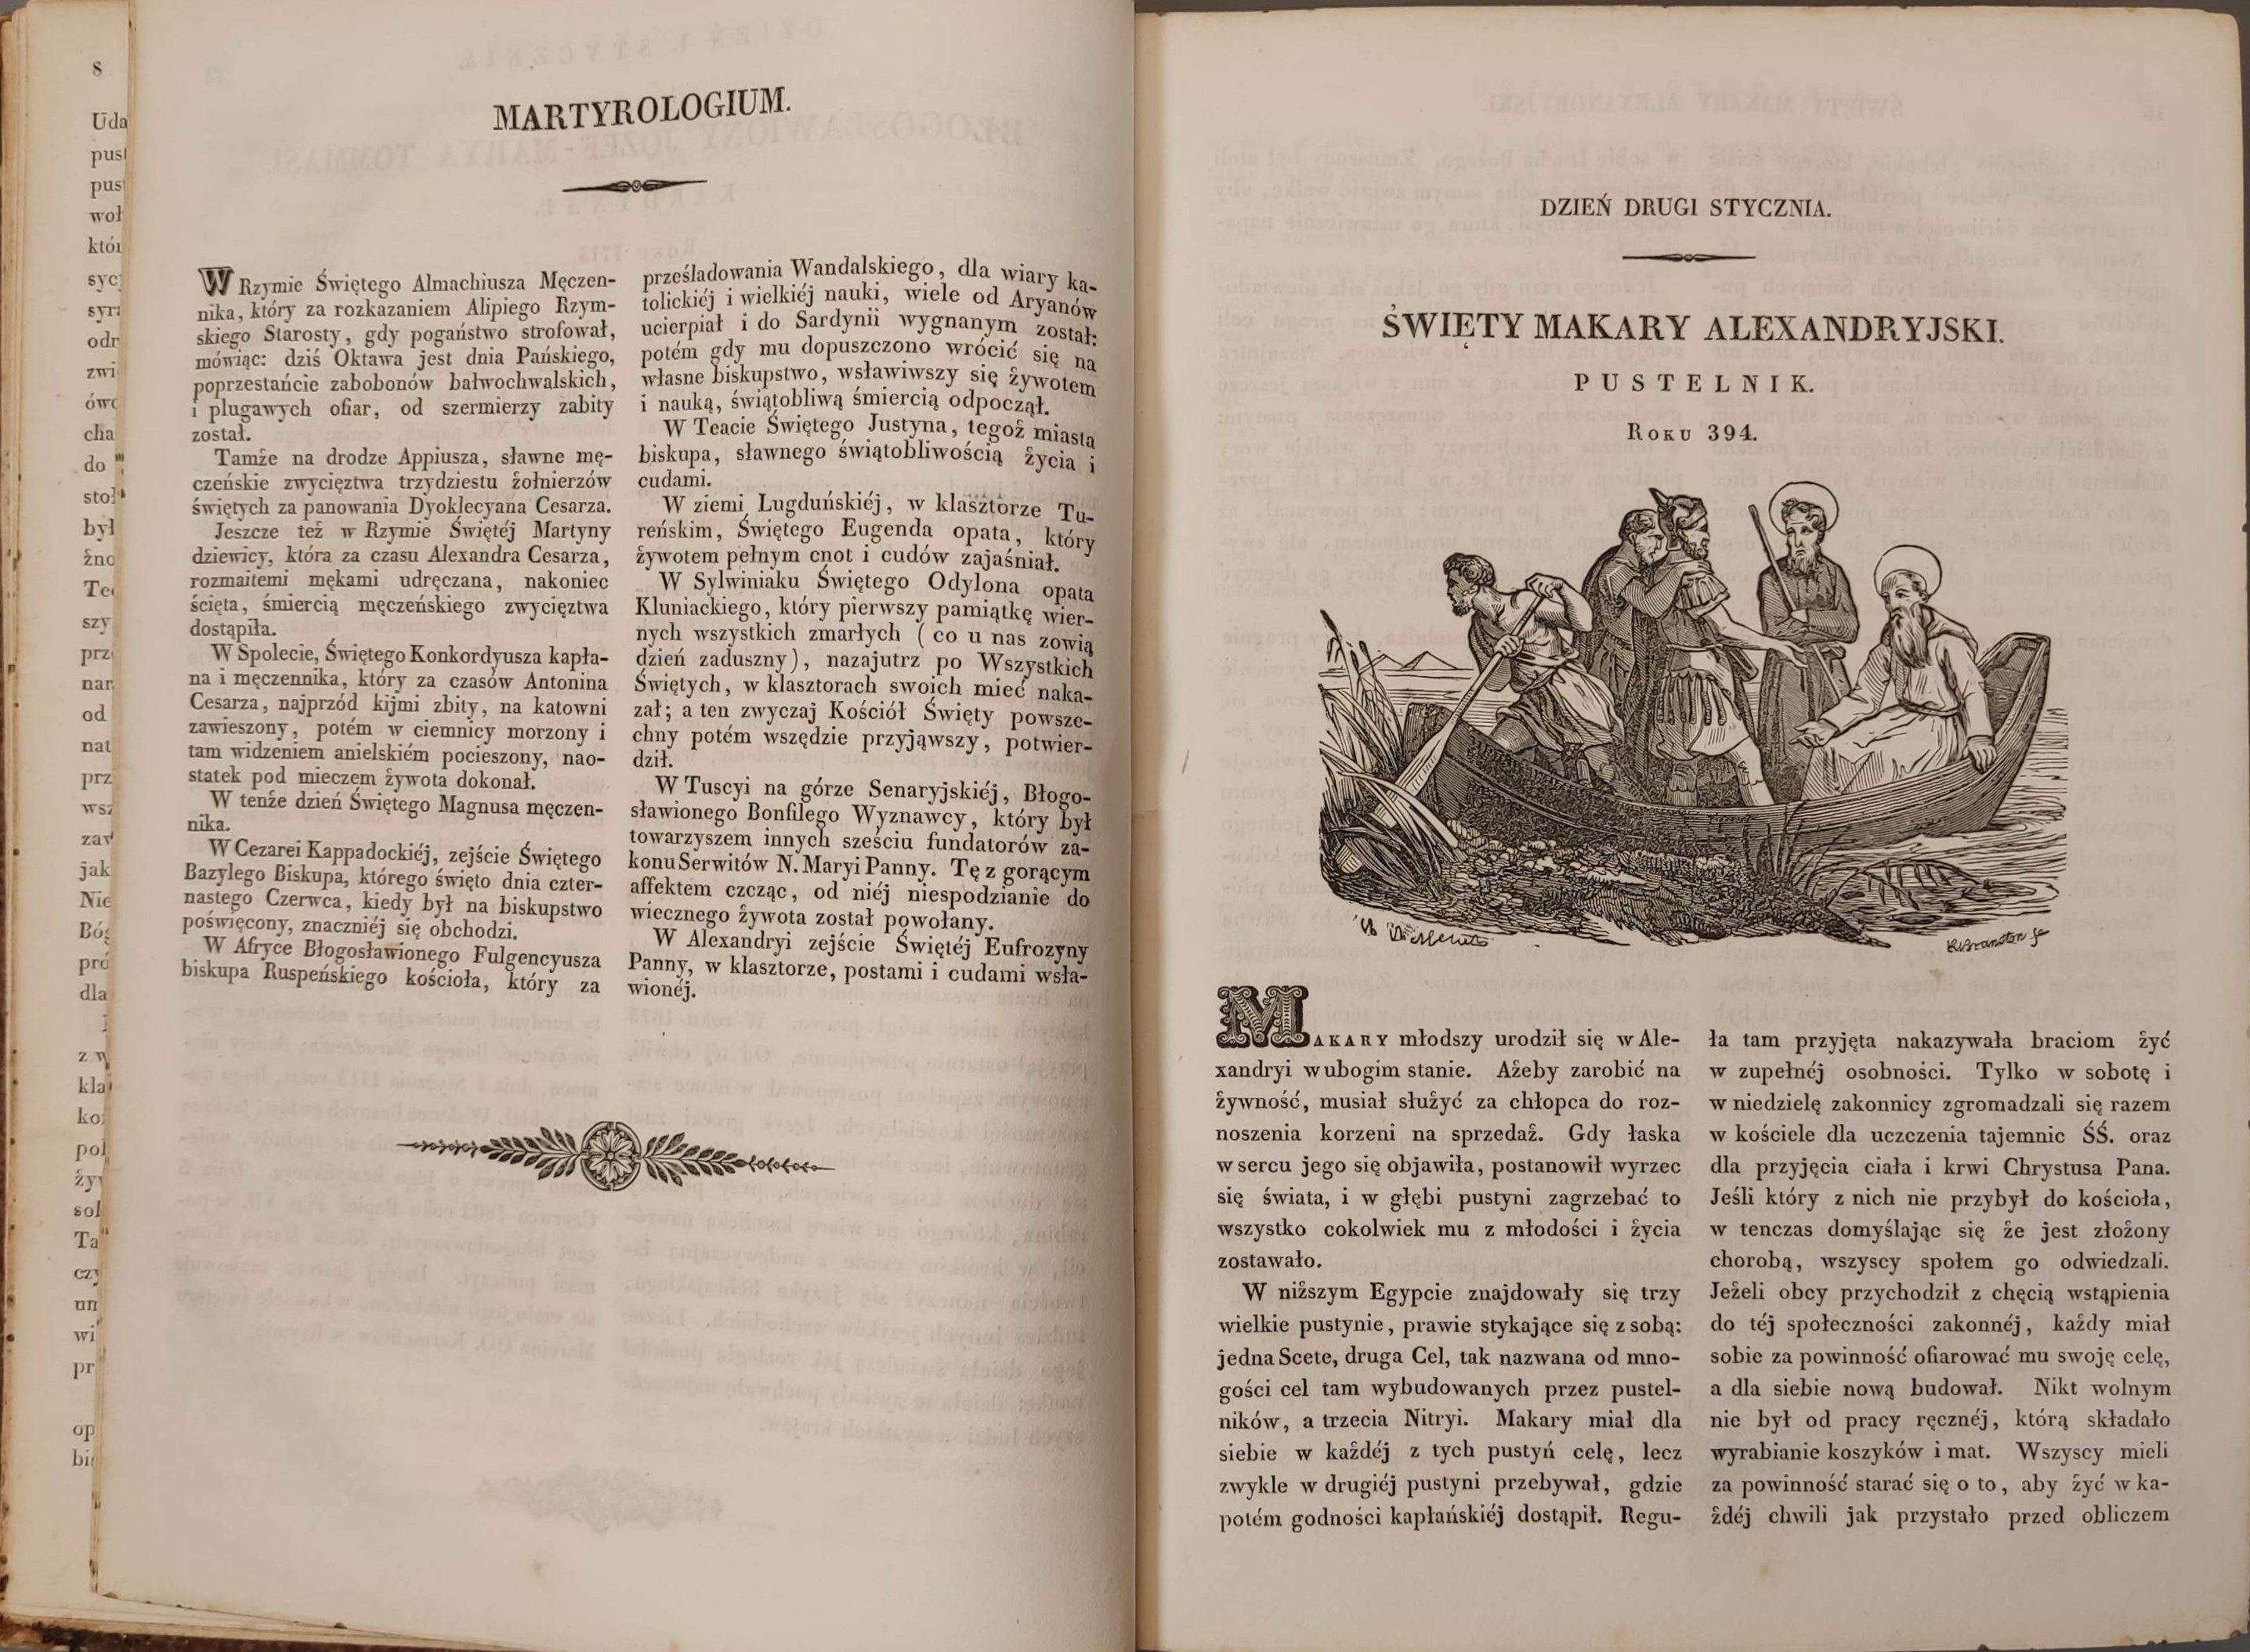 MARTYROLOGIUM.
W Rzymie Świętego Almachiusza Męczen-
nika, który za rozkazaniem Alipiego Rzym-
skiego Starosty, gdy pogaństwo strofował,
mówiąc: dziś Oktawa jest dnia Pańskiego,
poprzestańcie zabobonów bałwochwalskich,
i plugawych ofiar, od szermierzy zabity
został.
Tamże na drodze Appiusza, sławne mę-
czeńskie zwycięztwa trzydziestu żołnierzów
świętych za panowania Dyoklecyana Cesarza.
Jeszcze też w Rzymie Świętéj Martyny
dziewicy, która za czasu Alexandra Cesarza,
rozmaitemi mękami udręczana, nakoniec
ścięta, śmiercią męczeńskiego zwycięztwa
dostąpiła.
W Spolecie, Świętego Konkordyusza kapła-
na i męczennika, który za czasów Antonina
Cesarza, najprzód kijmi zbity, na katowni
zawieszony, potém w ciemnicy morzony i
tam widzeniem anielskiém pocieszony, nao-
statek pod mieczem żywota dokonał.
W tenże dzień Świętego Magnusa męczen-
nika.
W Cezarei Kappadockiéj, zejście Świętego
Bazylego Biskupa, którego święto dnia czter-
nastego Czerwca, kiedy był na biskupstwo
poświęcony, znaczniéj się obchodzi.
W Afryce Błogosławionego Fulgencyusza
biskupa Ruspeńskiego kościoła, który za
prześladowania Wandalskiego, dla wiary ka-
tolickiéj i wielkiéj nauki, wiele od Aryanów
ucierpiał i do Sardynii wygnanym został:
potém gdy mu dopuszczono wrócić się na
własne biskupstwo, wsławiwszy się żywotem
i nauką, świątobliwą śmiercią odpoczął.
W Teacie Świętego Justyna, tegoż miasta
biskupa, sławnego świątobliwością życia i
cudami.
W ziemi Lugduńskiéj, w klasztorze Tu-
reńskim, Świętego Eugenda opata, który
żywotem pełnym cnot i cudów zajaśniał.
W Sylwiniaku Świętego Odylona opata
Kluniackiego, który pierwszy pamiątkę wier-
nych wszystkich zmarłych (co u nas zowią
dzień zaduszny), nazajutrz po Wszystkich
Świętych, w klasztorach swoich mieć naka-
zał; a ten zwyczaj Kościół Święty powsze-
chny potém wszędzie przyjąwszy, potwier-
dził.
W Tuscyi na górze Senaryjskiéj, Błogo-
sławionego Bonfilego Wyznawcy, który był
towarzyszem innych sześciu fundatorów za-
konu Serwitów N. Maryi Panny. Tę z gorącym
affektem czcząc, od niéj niespodzianie do
wiecznego żywota został powołany.
W Alexandryi zejście Świętéj Eufrozyny
Panny, w klasztorze, postami i cudami wsła-
wionéj.
DZIEŃ DRUGI STYCZNIA.
ŚWIĘTY MAKARY ALEXANDRYJSKI.
PUSTELNIK.
ROKU 394.
MAKARY młodszy urodził się w Ale-
xandryi w ubogim stanie. Ażeby zarobić na
żywność, musiał służyć za chłopca do roz-
noszenia korzeni na sprzedaż. Gdy łaska
w sercu jego się objawiła, postanowił wyrzec
się świata, i w głębi pustyni zagrzebać to
wszystko cokolwiek mu z młodości i życia
zostawało.
W niższym Egypcie znajdowały się trzy
wielkie pustynie, prawie stykające się z sobą:
jedna Scete, druga Cel, tak nazwana od mno-
gości cel tam wybudowanych przez pustel-
ników, a trzecia Nitryi. Makary miał dla
siebie w każdéj z tych pustyń celę, lecz
zwykle w drugiéj pustyni przebywał, gdzie
potém godności kapłańskiéj dostąpił. Regu-
ła tam przyjęta nakazywała braciom żyć
w zupełnéj osobności. Tylko w sobotę i
w niedzielę zakonnicy zgromadzali się razem
w kościele dla uczczenia tajemnic ŚŚ. oraz
dla przyjęcia ciała i krwi Chrystusa Pana.
Jeśli który z nich nie przybył do kościoła,
w tenczas domyślając się że jest złożony
chorobą, wszyscy społem go odwiedzali.
Jeżeli obcy przychodził z chęcią wstąpienia
do téj społeczności zakonnéj, każdy miał
sobie za powinność ofiarować mu swoję celę,
a dla siebie nową budował. Nikt wolnym
nie był od pracy ręcznéj, którą składało
wyrabianie koszyków i mat. Wszyscy mieli
za powinność starać się o to, aby żyć w ka-
żdéj chwili jak przystało przed obliczem